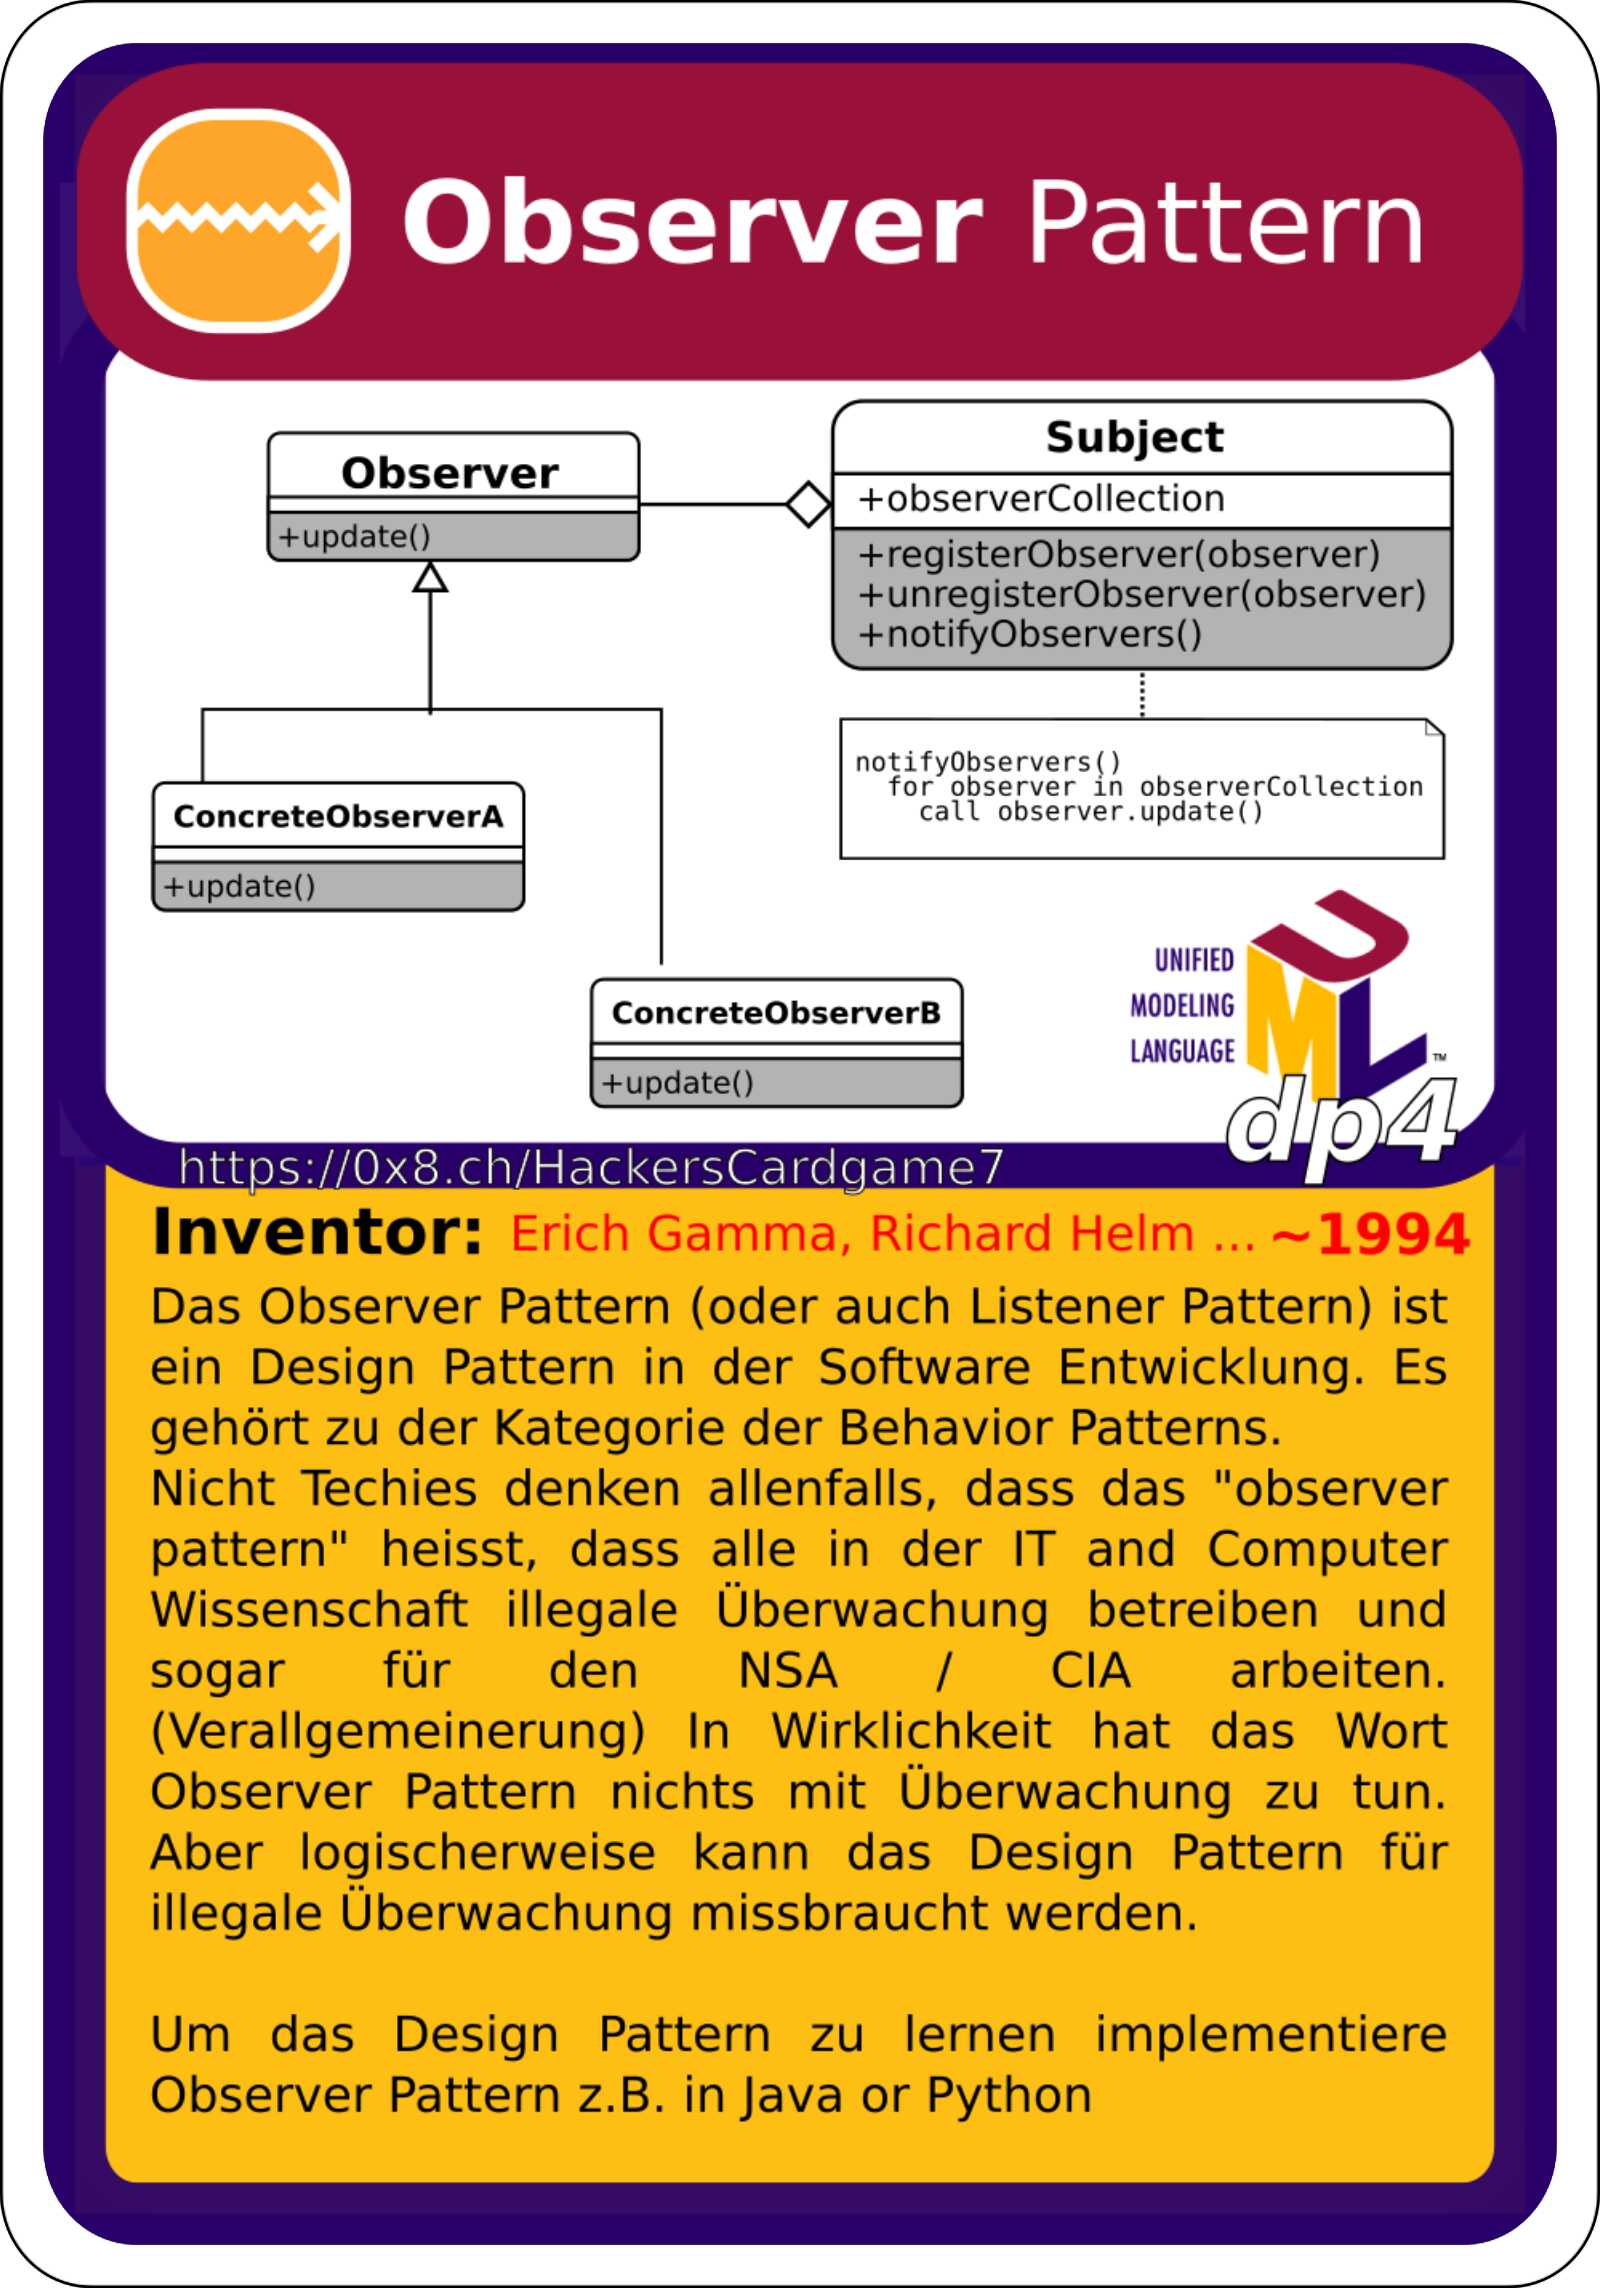 Observer Pattern
Observer
+update()
Subject
+observerCollection
+registerObserver(observer)
+unregisterObserver(observer)
+notifyObservers()
notifyObservers()
for observer in observerCollection
call observer.update()
ConcreteObserverA
+update()
ConcreteObserverB
+update()
UNIFIED
MODELING
LANGUAGE
UML
™
dp4
https://0x8.ch/HackersCardgame7
Inventor: Erich Gamma, Richard Helm ... ~1994
Das Observer Pattern (oder auch Listener Pattern) ist
ein Design Pattern in der Software Entwicklung. Es
gehört zu der Kategorie der Behavior Patterns.
Nicht Techies denken allenfalls, dass das "observer
pattern" heisst, dass alle in der IT and Computer
Wissenschaft illegale Überwachung betreiben und
sogar für den NSA / CIA arbeiten.
(Verallgemeinerung) In Wirklichkeit hat das Wort
Observer Pattern nichts mit Überwachung zu tun.
Aber logischerweise kann das Design Pattern für
illegale Überwachung missbraucht werden.
Um das Design Pattern zu lernen implementiere
Observer Pattern z.B. in Java or Python